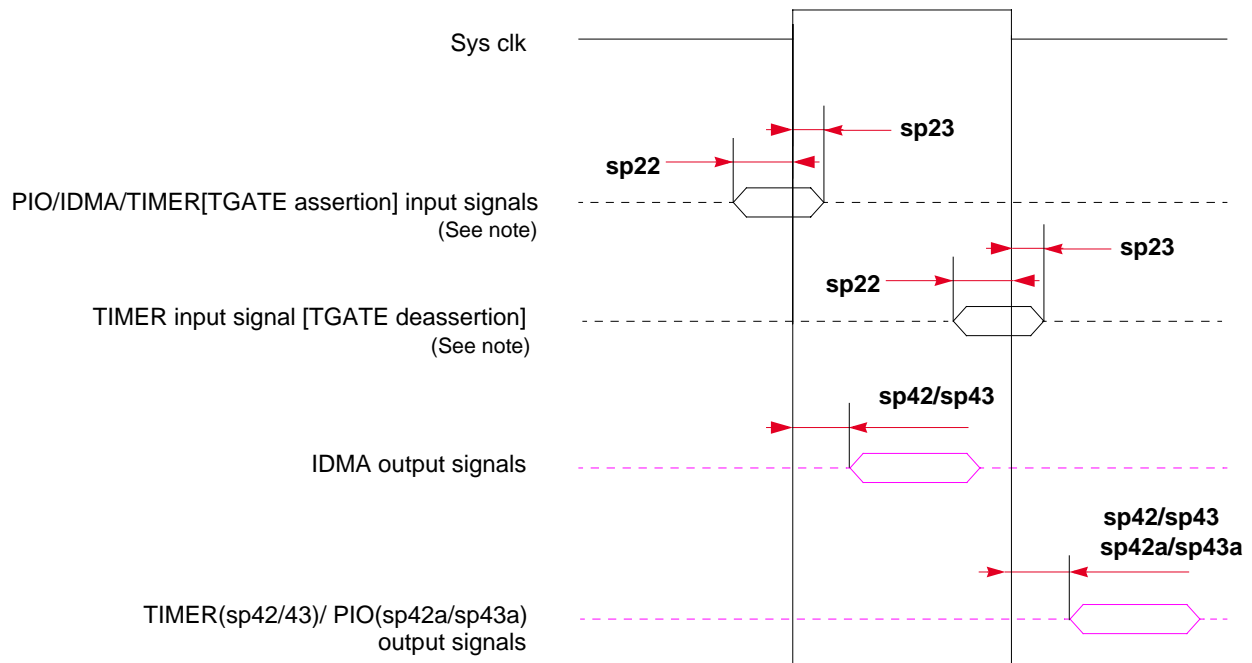 Sys clk
sp23
sp22
PIO/IDMA/TIMER[TGATE assertion] input signals
(See note)
sp23
sp22
TIMER input signal [TGATE deassertion]
(See note)
sp42/sp43
IDMA output signals
sp42/sp43
sp42a/sp43a
TIMER(sp42/43)/ PIO(sp42a/sp43a)
output signals